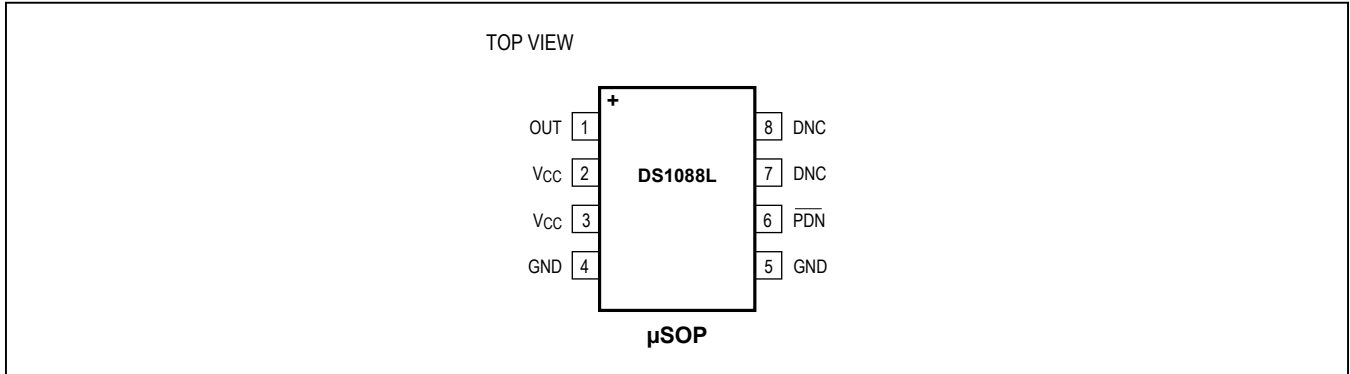 TOP VIEW
+
OUT 1 8 DNC
VCC 2 DS1088L 7 DNC
VCC 3 6 P̅D̅N̅
GND 4 5 GND
µSOP